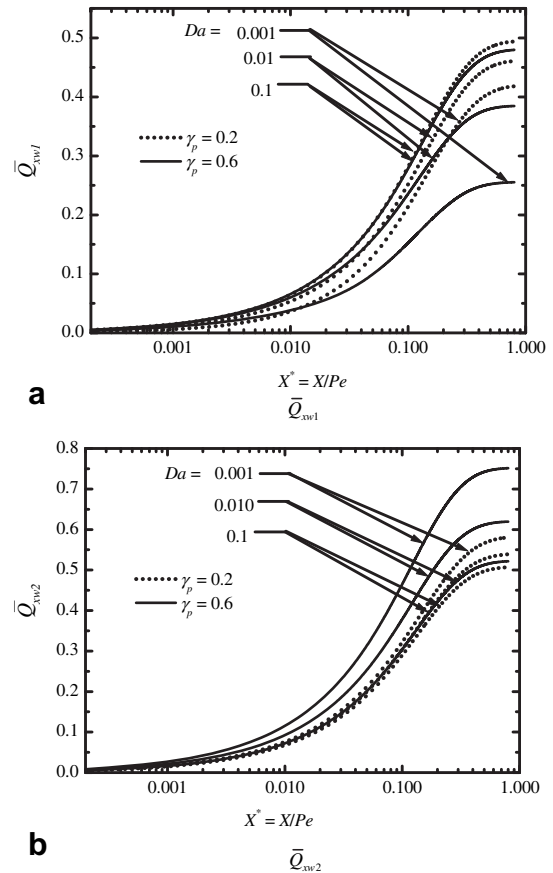 0.5
0.4
0.3
0.2
0.1
0.0
Q̄xw1
Da = 0.001
0.01
0.1
γp = 0.2
γp = 0.6
0.001 0.010 0.100 1.000
X* = X/Pe
a
Q̄xw1
0.8
0.7
0.6
0.5
0.4
0.3
0.2
0.1
0.0
Q̄xw2
Da = 0.001
0.010
0.1
γp = 0.2
γp = 0.6
0.001 0.010 0.100 1.000
X* = X/Pe
b
Q̄xw2